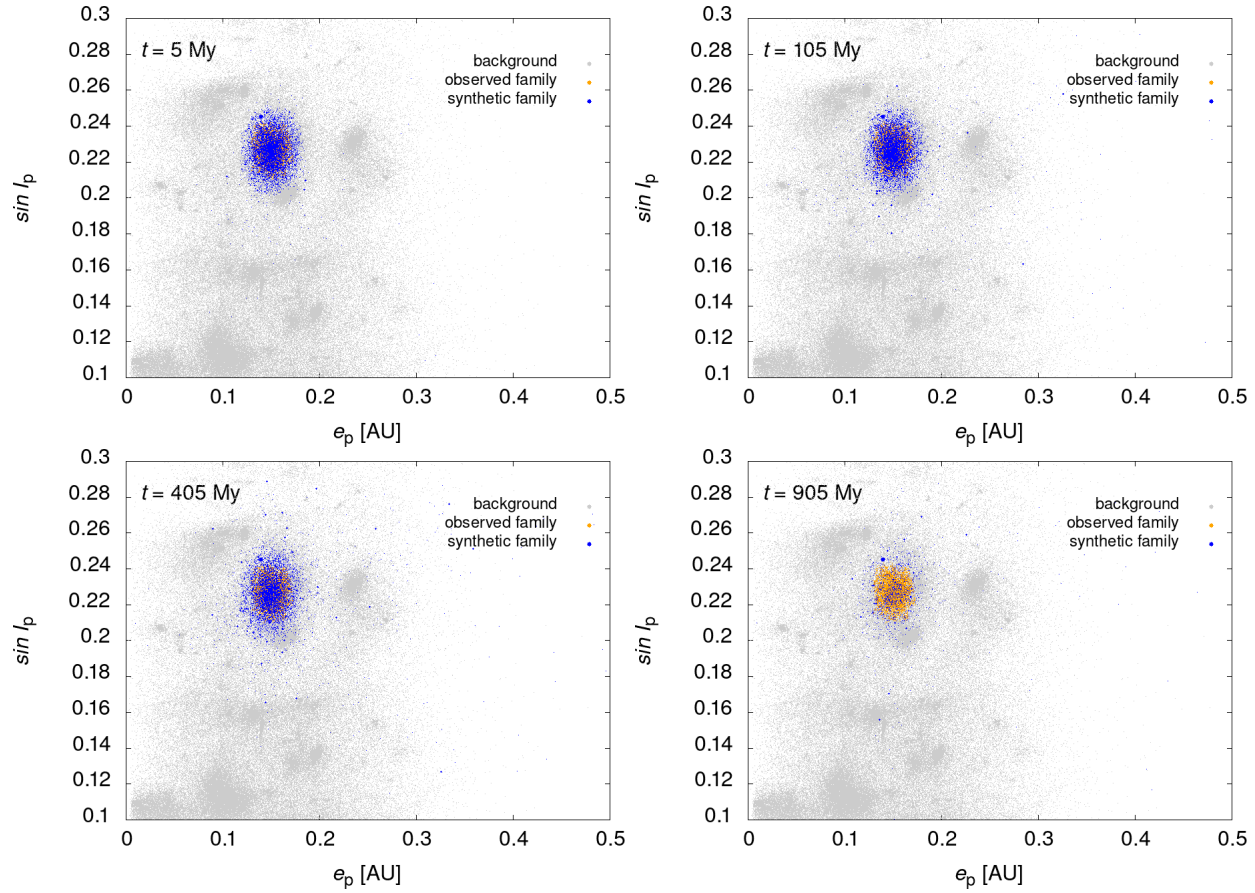 0.3
0.28
0.26
0.24
0.22
0.2
0.18
0.16
0.14
0.12
0.1
sin Ip
t = 5 My
background
observed family
synthetic family
0 0.1 0.2 0.3 0.4 0.5
ep [AU]
0.3
0.28
0.26
0.24
0.22
0.2
0.18
0.16
0.14
0.12
0.1
sin Ip
t = 105 My
background
observed family
synthetic family
0 0.1 0.2 0.3 0.4 0.5
ep [AU]
0.3
0.28
0.26
0.24
0.22
0.2
0.18
0.16
0.14
0.12
0.1
sin Ip
t = 405 My
background
observed family
synthetic family
0 0.1 0.2 0.3 0.4 0.5
ep [AU]
0.3
0.28
0.26
0.24
0.22
0.2
0.18
0.16
0.14
0.12
0.1
sin Ip
t = 905 My
background
observed family
synthetic family
0 0.1 0.2 0.3 0.4 0.5
ep [AU]